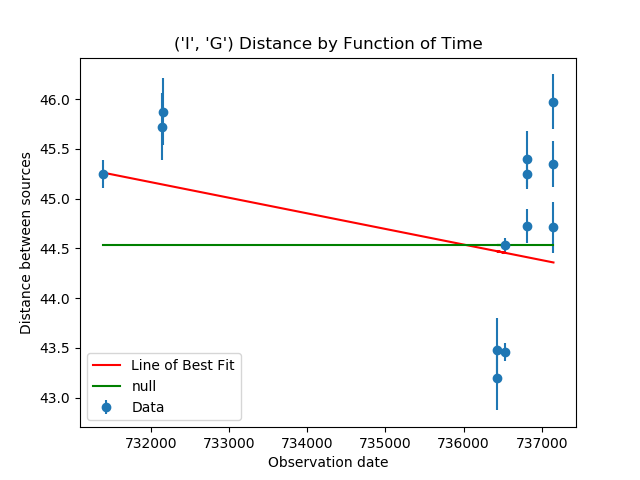 ('I', 'G') Distance by Function of Time
Distance between sources
46.0
45.5
45.0
44.5
44.0
43.5
43.0
Line of Best Fit
null
Data
732000 733000 734000 735000 736000 737000
Observation date